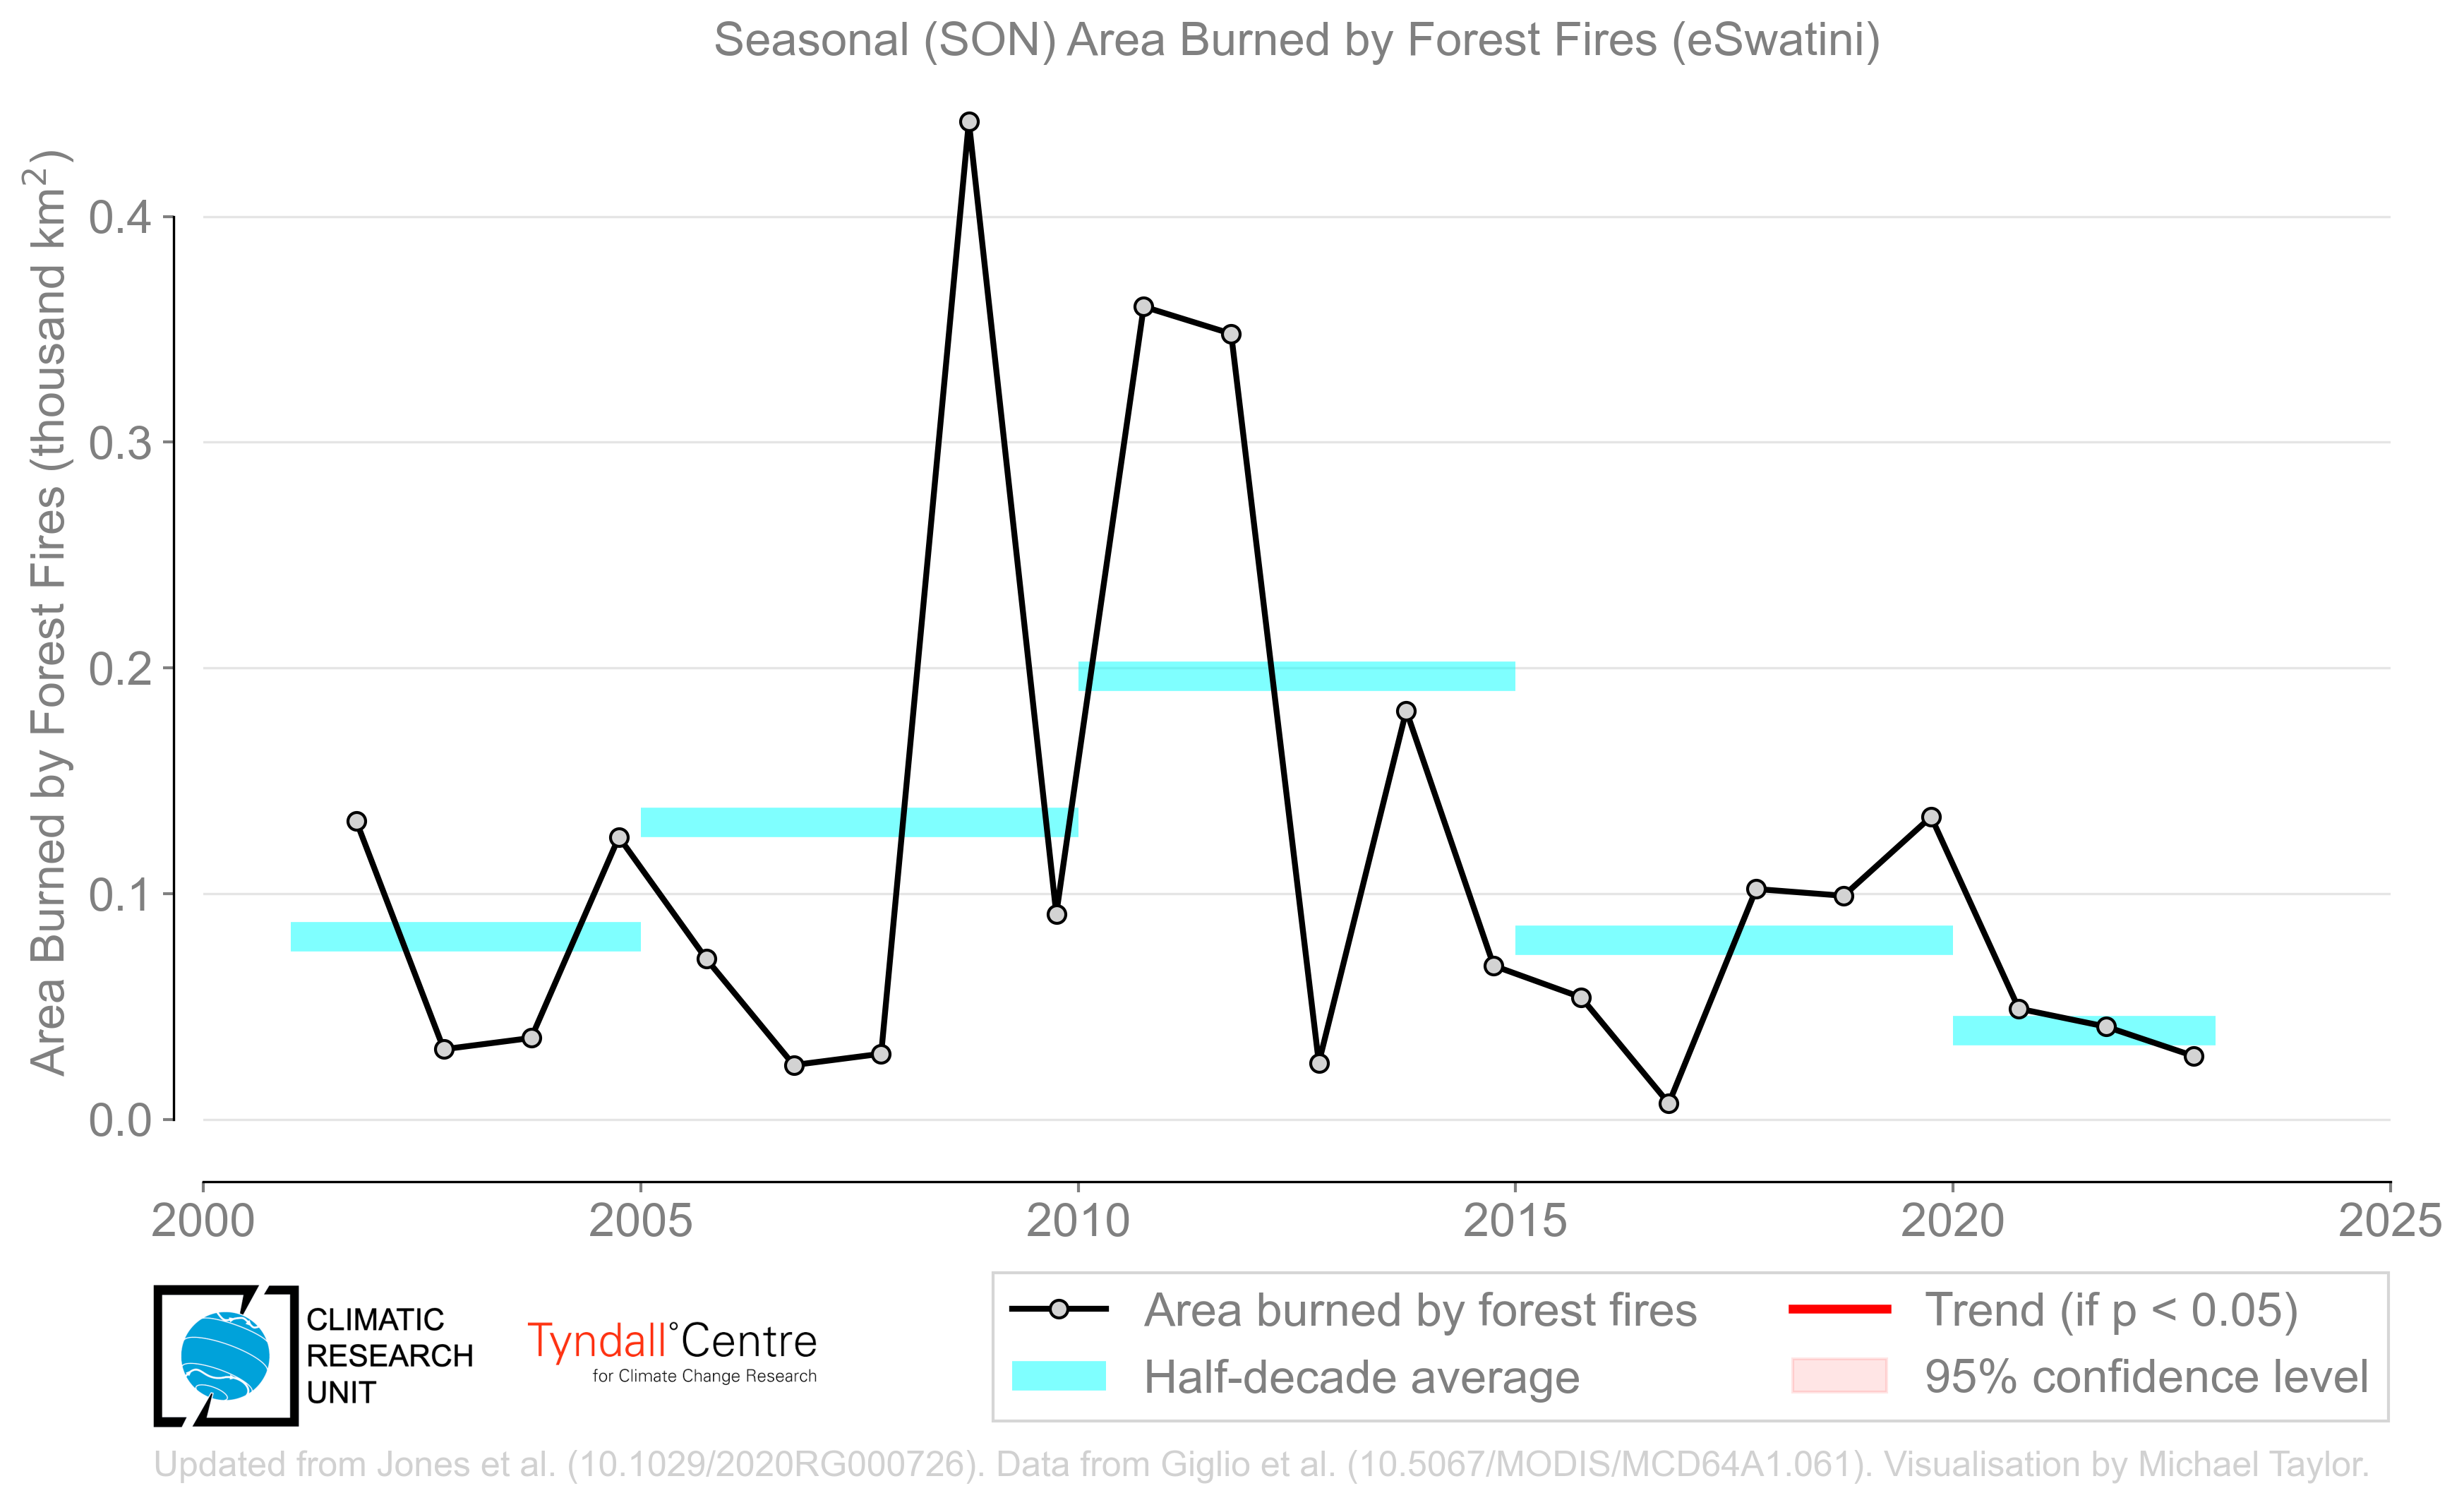 Seasonal (SON) Area Burned by Forest Fires (eSwatini)
Area Burned by Forest Fires (thousand km²)
0.4
0.3
0.2
0.1
0.0
2000 2005 2010 2015 2020 2025
Area burned by forest fires
Half-decade average
Trend (if p < 0.05)
95% confidence level
CLIMATIC
RESEARCH
UNIT
Tyndall°Centre
for Climate Change Research
Updated from Jones et al. (10.1029/2020RG000726). Data from Giglio et al. (10.5067/MODIS/MCD64A1.061). Visualisation by Michael Taylor.